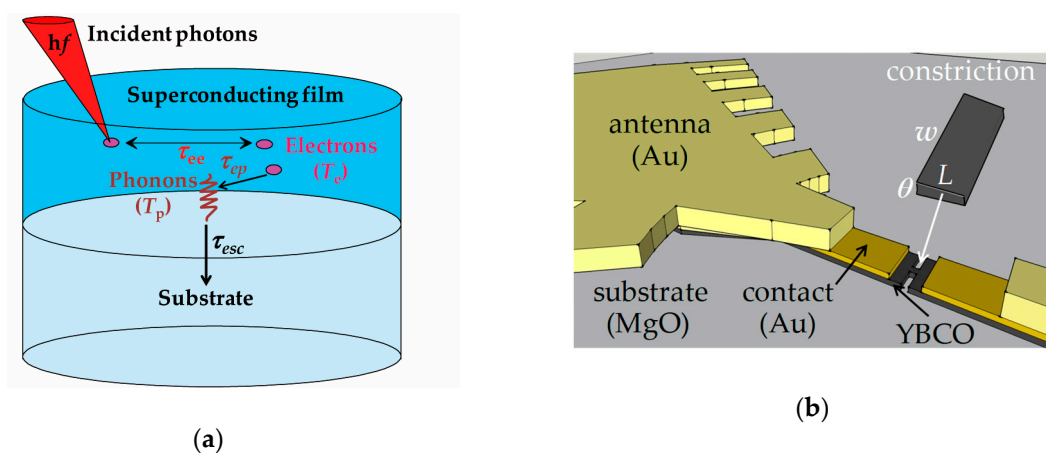 Incident photons
hf
Superconducting film
Electrons
(Te)
τee
τep
Phonons
(Tp)
τesc
Substrate
(a)
constriction
w
L
θ
antenna
(Au)
substrate
(MgO)
contact
(Au)
YBCO
(b)